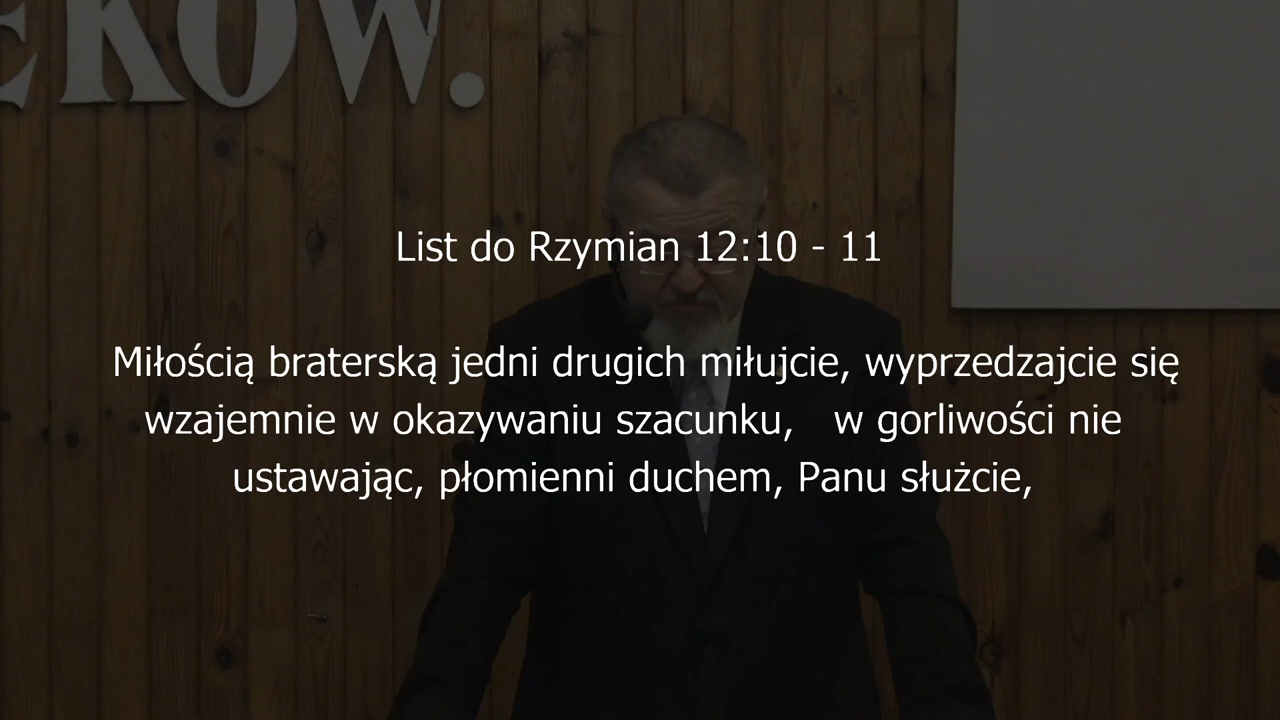 EKÓW.
List do Rzymian 12:10 - 11
Miłością braterską jedni drugich miłujcie, wyprzedzajcie się
wzajemnie w okazywaniu szacunku, w gorliwości nie
ustawając, płomienni duchem, Panu służcie,